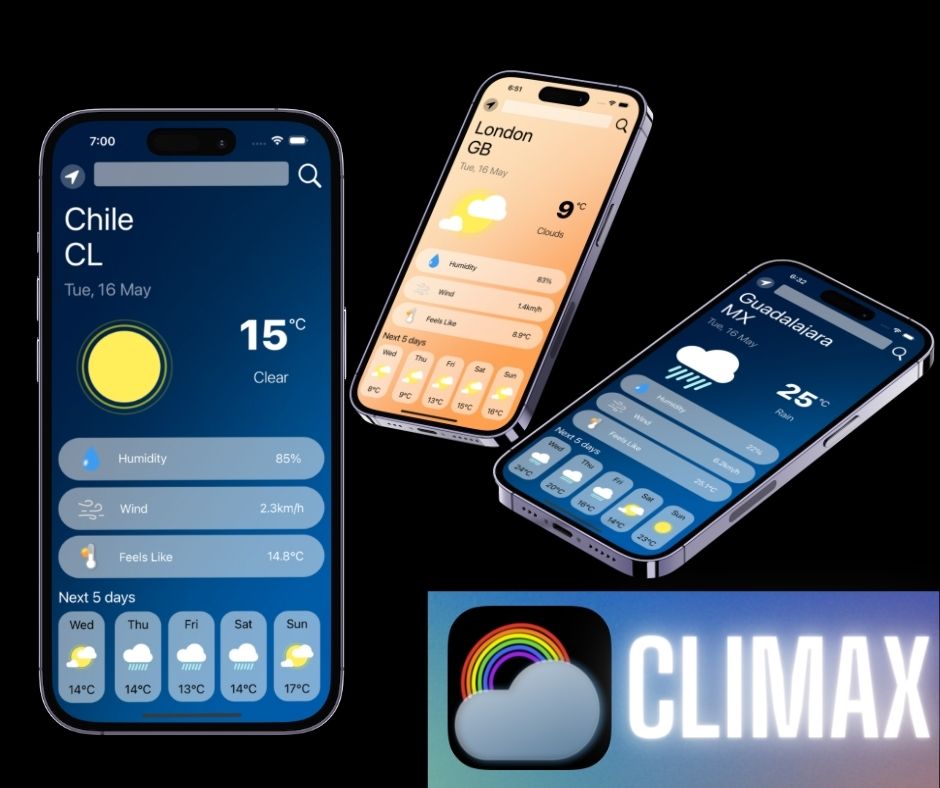 7:00
Chile
CL
Tue, 16 May
15°C
Clear
Humidity 85%
Wind 2.3km/h
Feels Like 14.8°C
Next 5 days
Wed Thu Fri Sat Sun
14°C 14°C 13°C 14°C 17°C
6:51
London
GB
Tue, 16 May
9°C
Clouds
Humidity 83%
Wind 1.4km/h
Feels Like 8.9°C
Next 5 days
Wed Thu Fri Sat Sun
8°C 9°C 13°C 15°C 16°C
6:32
Guadalajara
MX
Tue, 16 May
25°C
Rain
Humidity 22%
Wind 6.2km/h
Feels Like 25.1°C
Next 5 days
Wed Thu Fri Sat Sun
24°C 20°C 16°C 14°C 23°C
CLIMAX